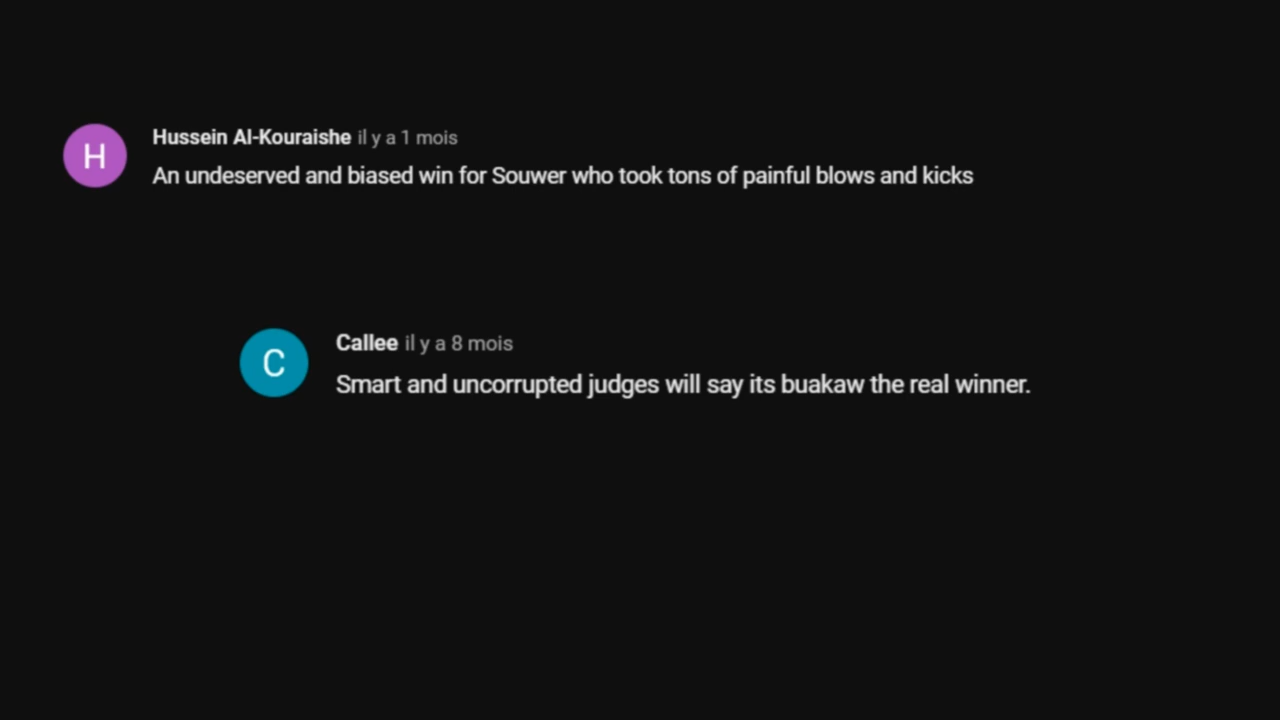 H
Hussein Al-Kouraishe il y a 1 mois
An undeserved and biased win for Souwer who took tons of painful blows and kicks
C
Callee il y a 8 mois
Smart and uncorrupted judges will say its buakaw the real winner.